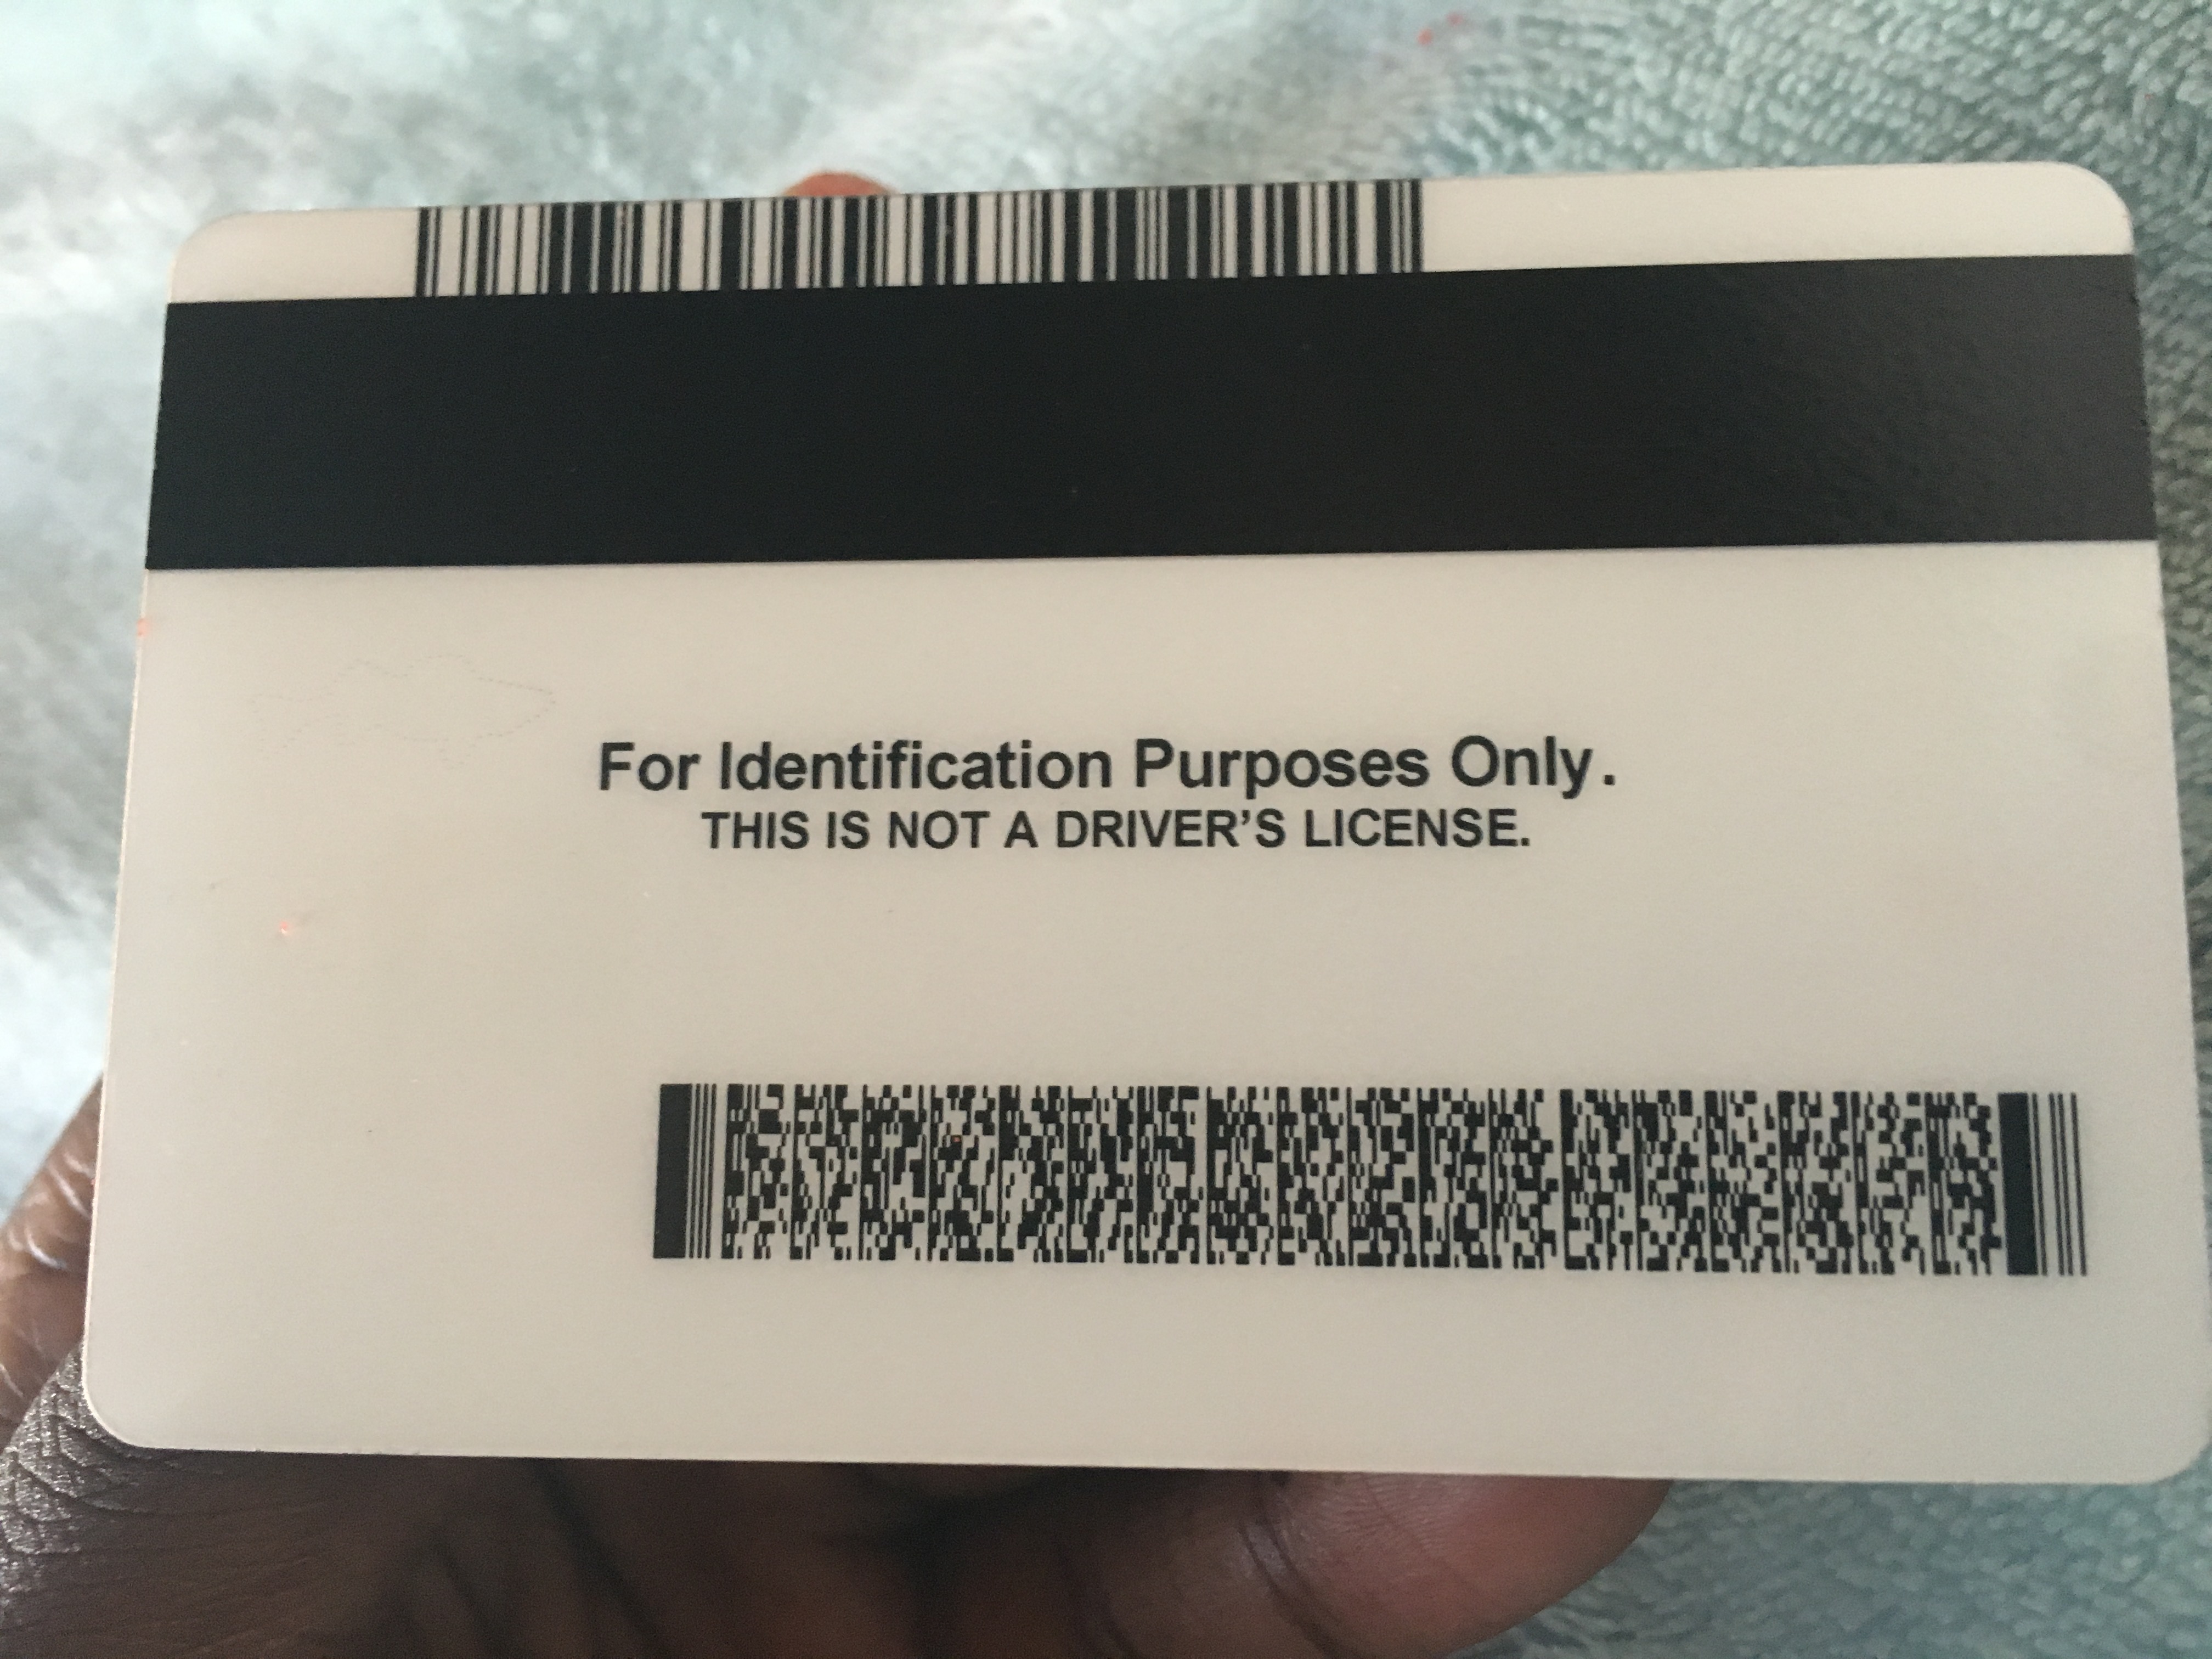 For Identification Purposes Only.
THIS IS NOT A DRIVER’S LICENSE.